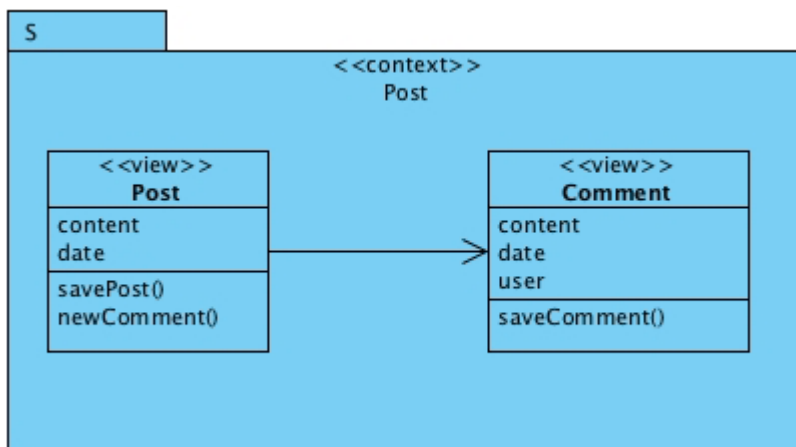 S
<<context>>
Post
<<view>>
Post
content
date
savePost()
newComment()
<<view>>
Comment
content
date
user
saveComment()